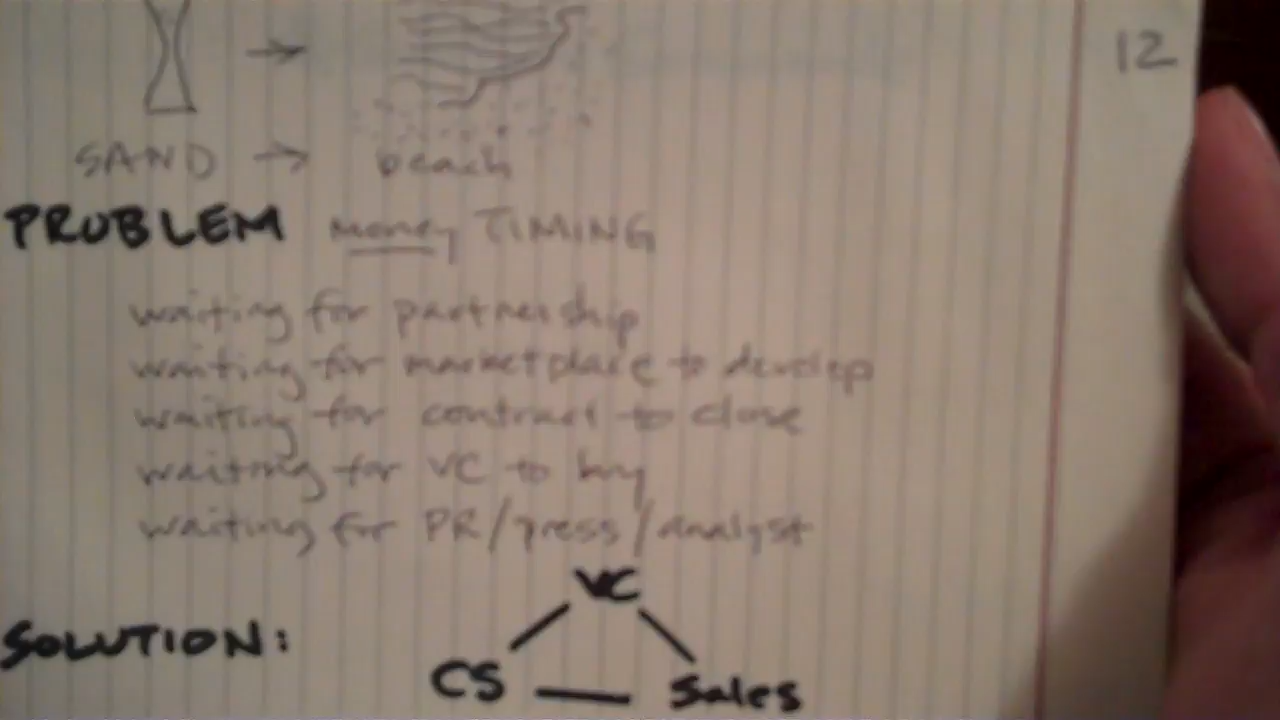 12
SAND → beach
PROBLEM money TIMING
waiting for partnership
waiting for marketplace to develop
waiting for contract to close
waiting for VC to buy
waiting for PR/press/analyst
VC
SOLUTION:
CS — Sales